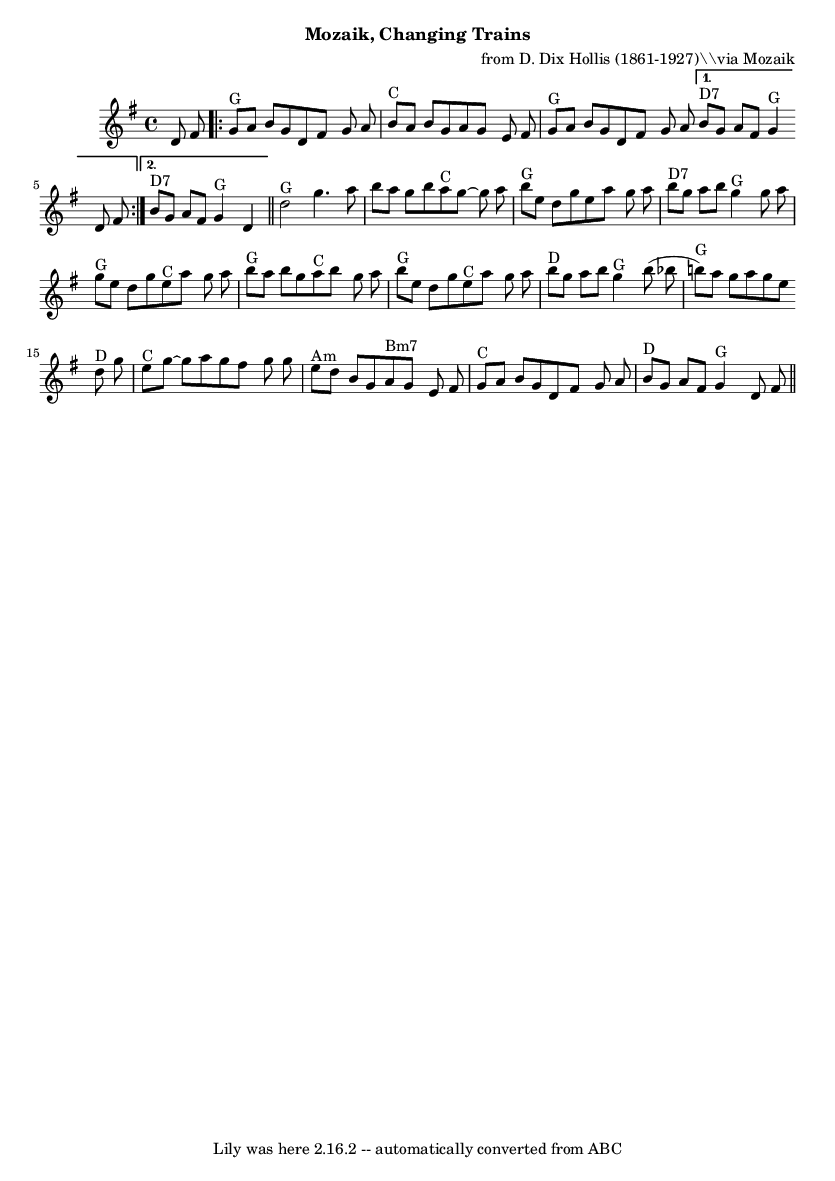 Mozaik, Changing Trains
from D. Dix Hollis (1861-1927)\\via Mozaik
1.
G C G D7 G
5
2.
D7 G G C G D7 G
G C G C G C D G G
15
D C Am Bm7 C D G
Lily was here 2.16.2 -- automatically converted from ABC